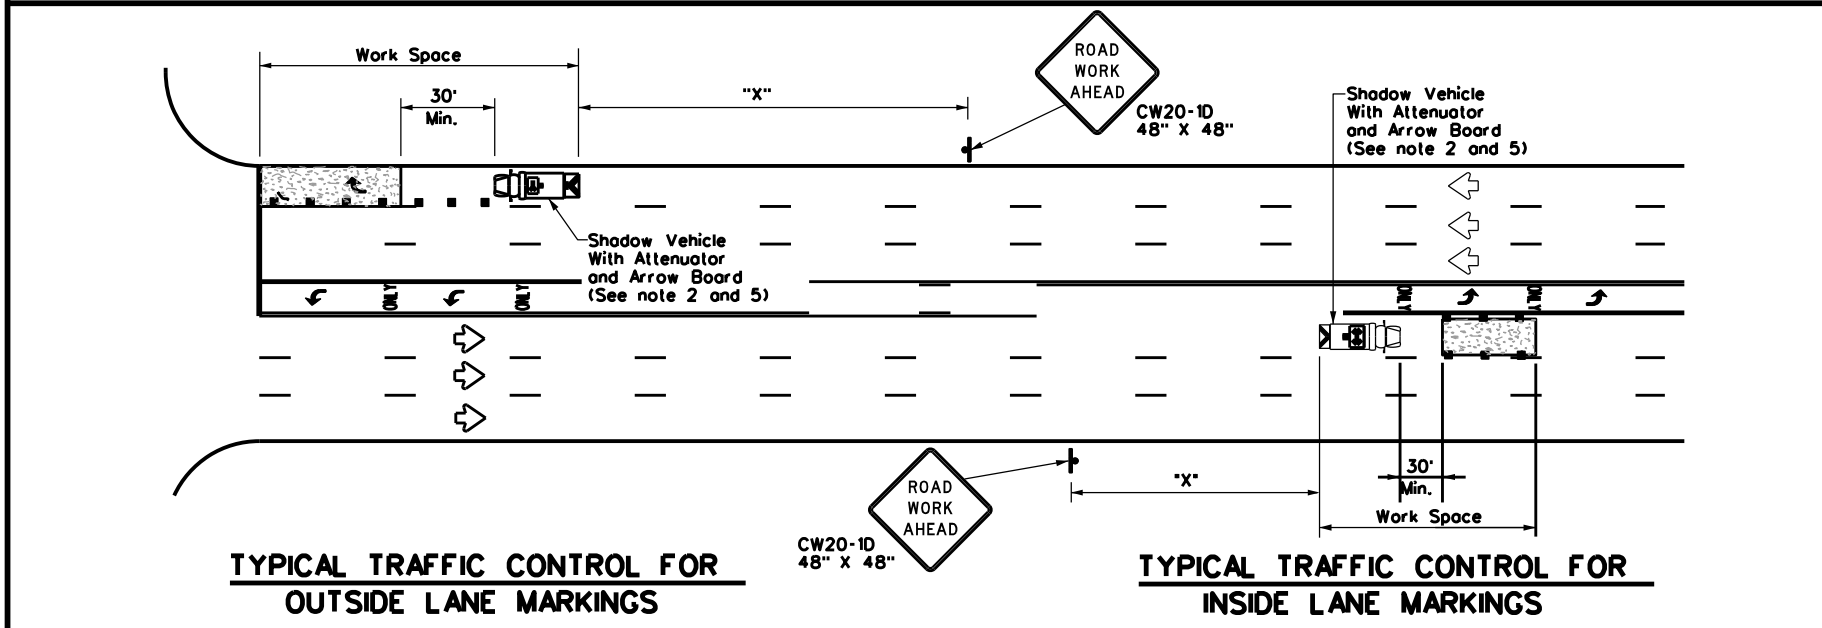 Work Space
30'
Min.
"X"
ROAD
WORK
AHEAD
CW20-1D
48" X 48"
Shadow Vehicle
With Attenuator
and Arrow Board
(See note 2 and 5)
Shadow Vehicle
With Attenuator
and Arrow Board
(See note 2 and 5)
ONLY
ONLY
ONLY
ONLY
ROAD
WORK
AHEAD
CW20-1D
48" X 48"
"X"
30'
Min.
Work Space
TYPICAL TRAFFIC CONTROL FOR
OUTSIDE LANE MARKINGS
TYPICAL TRAFFIC CONTROL FOR
INSIDE LANE MARKINGS